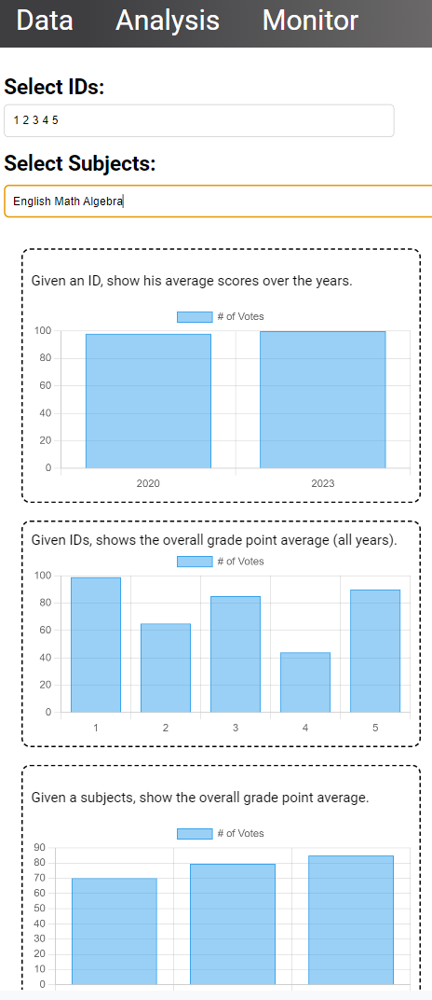 Data Analysis Monitor
Select IDs:
1 2 3 4 5
Select Subjects:
English Math Algebra
Given an ID, show his average scores over the years.
# of Votes
100
80
60
40
20
0
2020 2023
Given IDs, shows the overall grade point average (all years).
# of Votes
100
80
60
40
20
0
1 2 3 4 5
Given a subjects, show the overall grade point average.
# of Votes
90
80
70
60
50
40
30
20
10
0